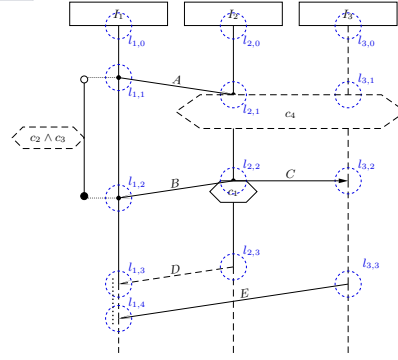 I₁ I₂ I₃
l₁,₀ l₂,₀ l₃,₀
A
l₁,₁ l₂,₁ l₃,₁
c₄
c₂ ∧ c₃
l₁,₂ B l₂,₂ C l₃,₂
c₁
l₁,₃ D l₂,₃ l₃,₃
l₁,₄ E